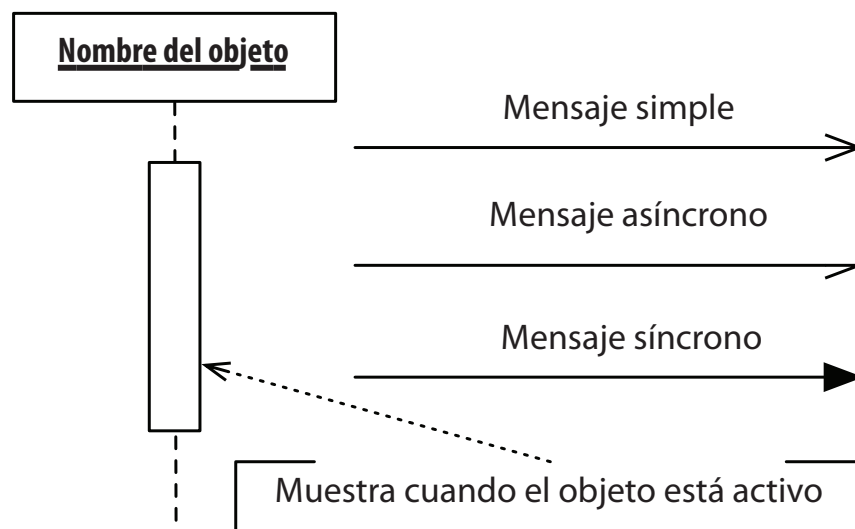 Nombre del objeto
Mensaje simple
Mensaje asíncrono
Mensaje síncrono
Muestra cuando el objeto está activo